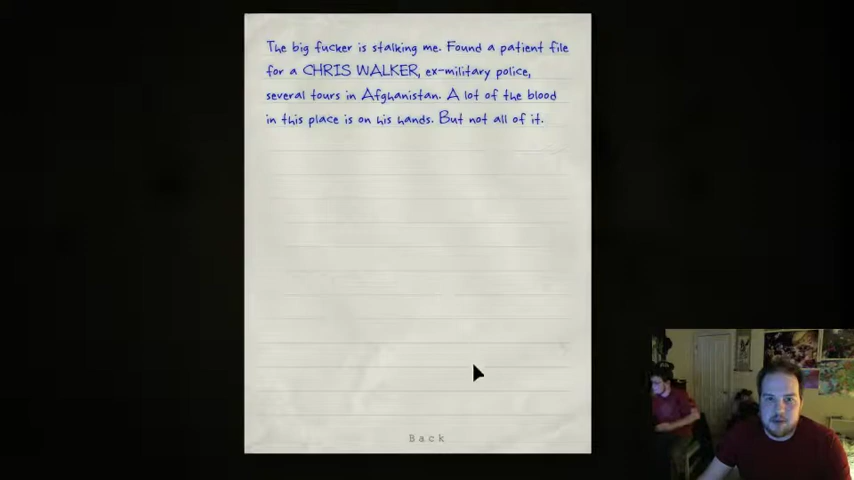 The big fucker is stalking me. Found a patient file
for a CHRIS WALKER, ex-military police,
several tours in Afghanistan. A lot of the blood
in this place is on his hands. But not all of it.
Back